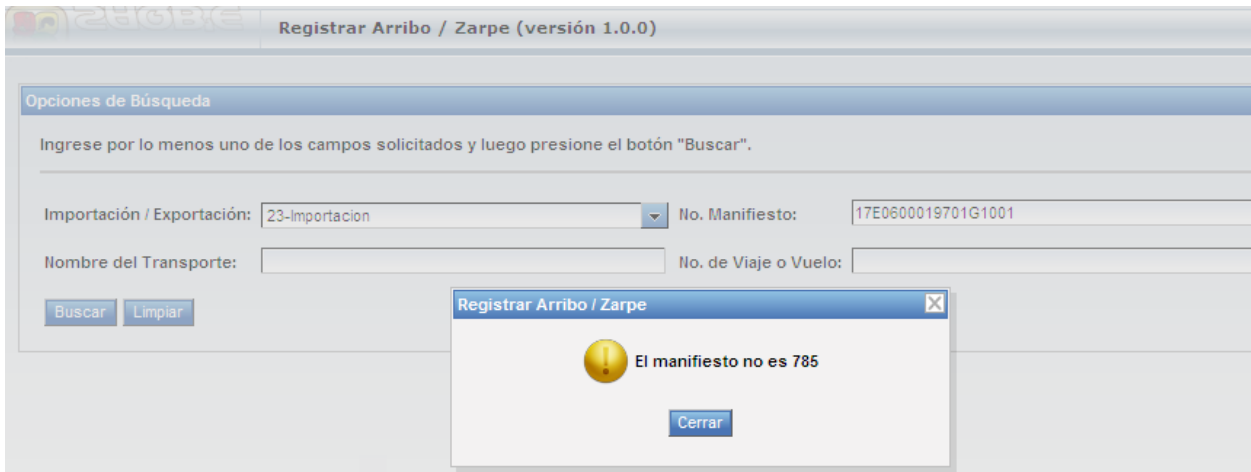 Registrar Arribo / Zarpe (versión 1.0.0)
Opciones de Búsqueda
Ingrese por lo menos uno de los campos solicitados y luego presione el botón "Buscar".
Importación / Exportación: 23-Importacion No. Manifiesto: 17E0600019701G1001
Nombre del Transporte: No. de Viaje o Vuelo:
Buscar Limpiar
Registrar Arribo / Zarpe
El manifiesto no es 785
Cerrar